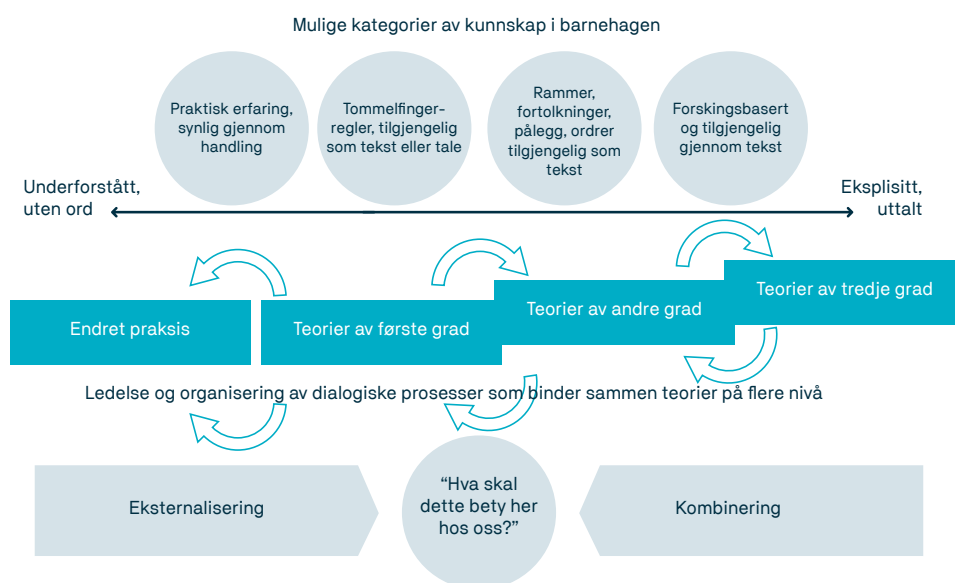 Mulige kategorier av kunnskap i barnehagen
Praktisk erfaring,
synlig gjennom
handling
Tommelfinger-
regler, tilgjengelig
som tekst eller tale
Rammer,
fortolkninger,
pålegg, ordrer
tilgjengelig som
tekst
Forskingsbasert
og tilgjengelig
gjennom tekst
Underforstått,
uten ord
Eksplisitt,
uttalt
Endret praksis
Teorier av første grad
Teorier av andre grad
Teorier av tredje grad
Ledelse og organisering av dialogiske prosesser som binder sammen teorier på flere nivå
Eksternalisering
“Hva skal
dette bety her
hos oss?”
Kombinering